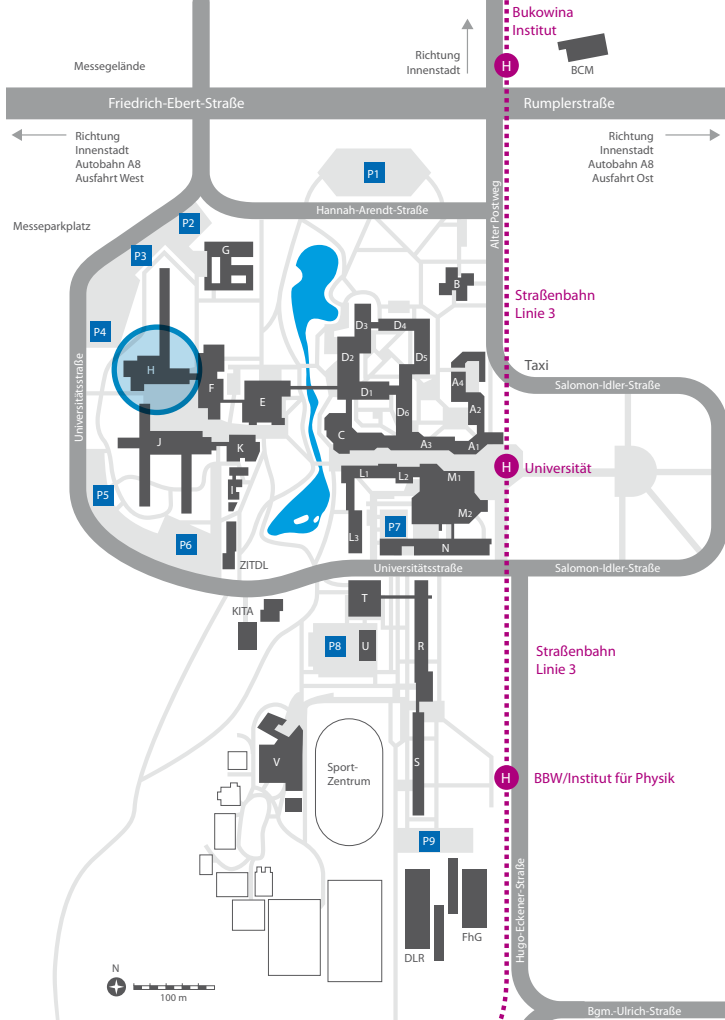 Bukowina
Institut
Richtung
Innenstadt
H
BCM
Messegelände
Friedrich-Ebert-Straße
Rumplerstraße
Richtung
Innenstadt
Autobahn A8
Ausfahrt West
Richtung
Innenstadt
Autobahn A8
Ausfahrt Ost
P1
Alter Postweg
Hannah-Arendt-Straße
Messeparkplatz
P2
P3
G
B
P4
Straßenbahn
Linie 3
D3
D4
D2
D5
H
F
E
D1
D6
A4
A2
Taxi
Salomon-Idler-Straße
Universitätsstraße
J
K
C
A3
A1
H
Universität
I
L1
L2
M1
M2
P5
P6
P7
L3
N
ZITDL
Universitätsstraße
Salomon-Idler-Straße
KITA
T
P8
U
R
Straßenbahn
Linie 3
V
Sport-
Zentrum
S
H
BBW/Institut für Physik
P9
Hugo-Eckener-Straße
DLR
FhG
N
100 m
Bgm.-Ulrich-Straße